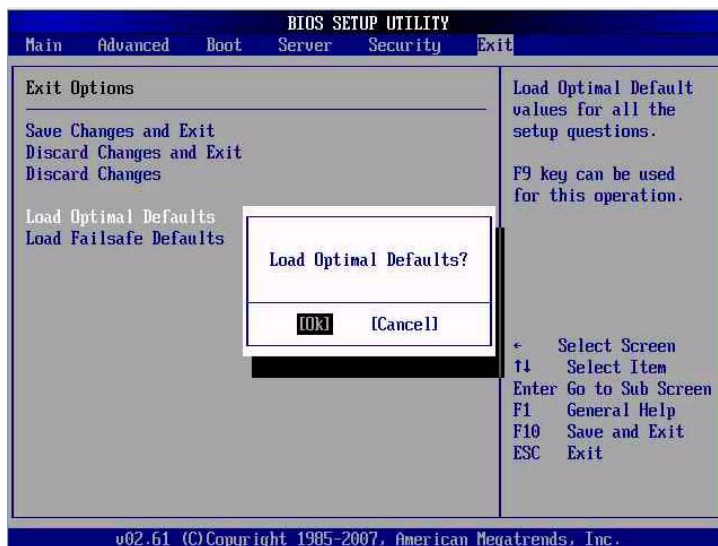 BIOS SETUP UTILITY
Main Advanced Boot Server Security Exit
Exit Options
Save Changes and Exit
Discard Changes and Exit
Discard Changes
Load Optimal Defaults
Load Failsafe Defaults
Load Optimal Defaults?
[Ok] [Cancel]
Load Optimal Default
values for all the
setup questions.
F9 key can be used
for this operation.
← Select Screen
↑↓ Select Item
Enter Go to Sub Screen
F1 General Help
F10 Save and Exit
ESC Exit
v02.61 (C)Copyright 1985-2007, American Megatrends, Inc.